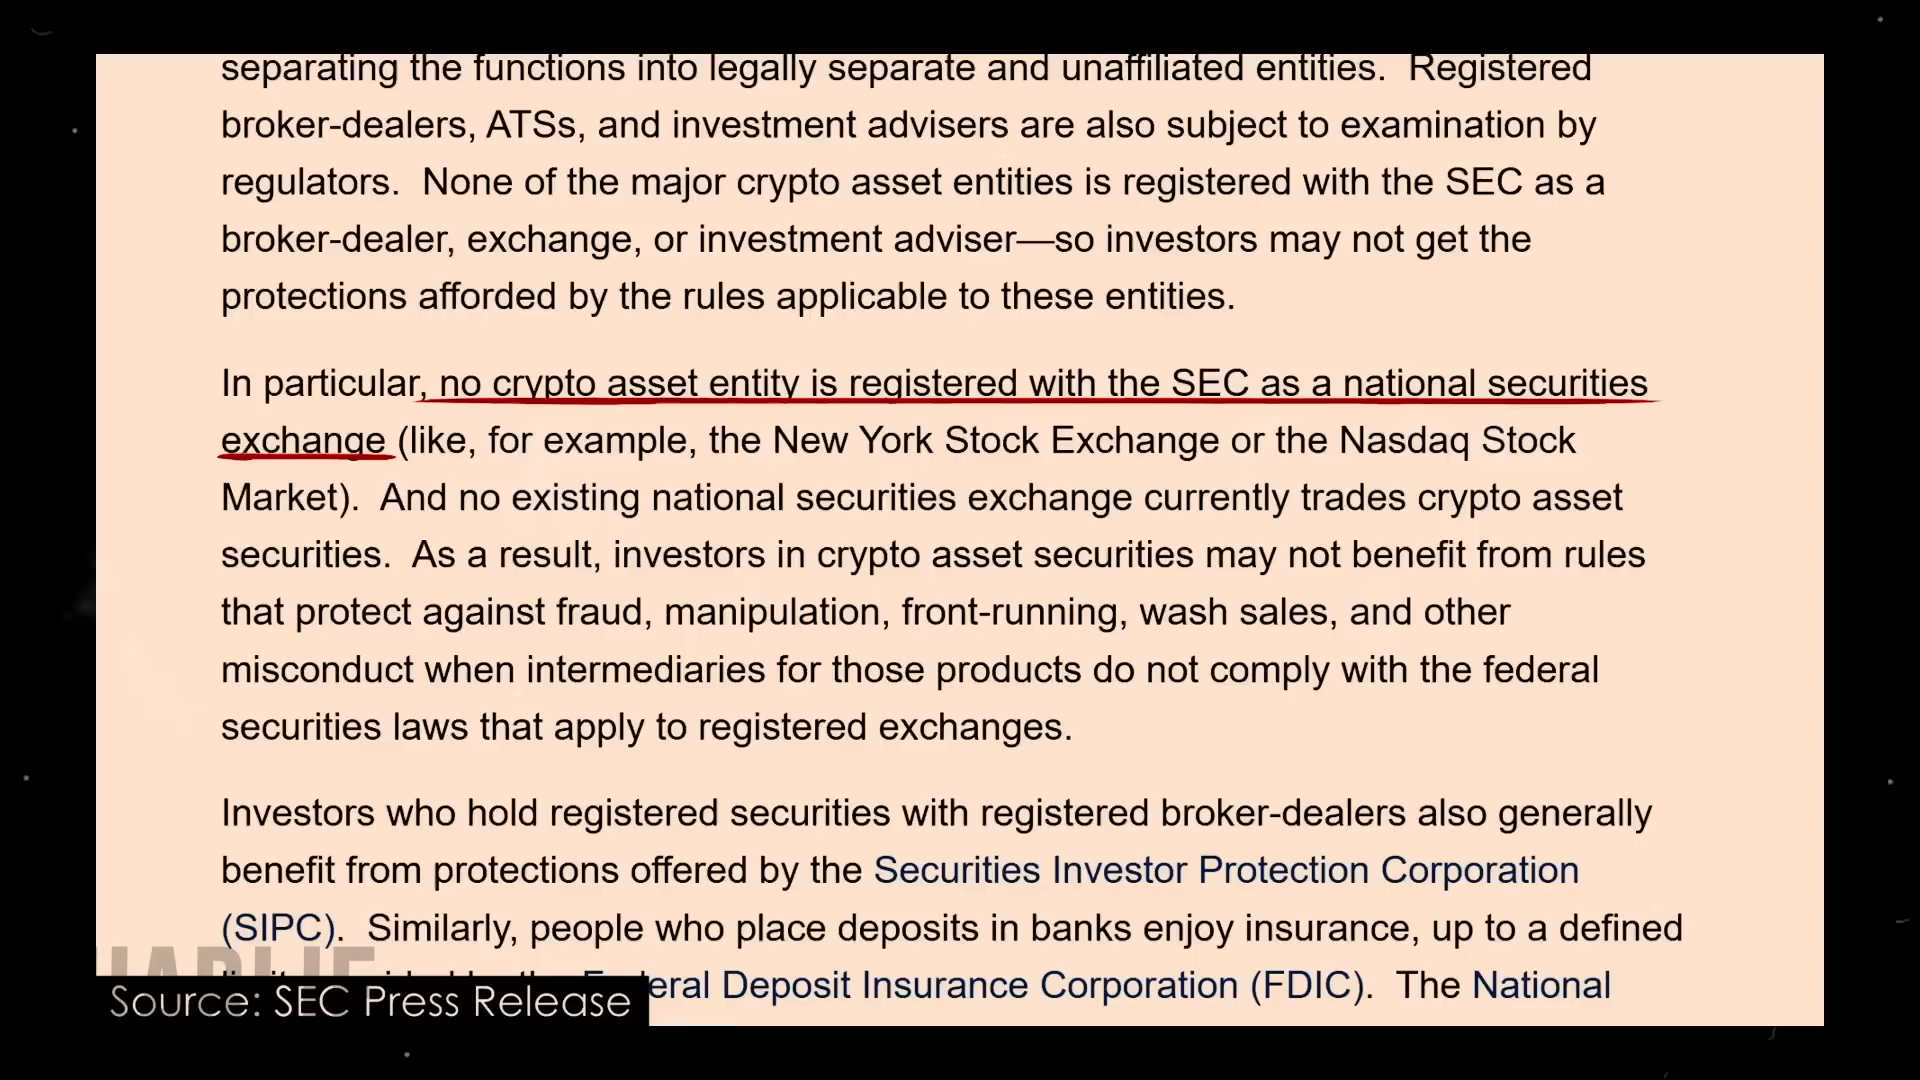 separating the functions into legally separate and unaffiliated entities.  Registered
broker-dealers, ATSs, and investment advisers are also subject to examination by
regulators.  None of the major crypto asset entities is registered with the SEC as a
broker-dealer, exchange, or investment adviser—so investors may not get the
protections afforded by the rules applicable to these entities.
In particular, no crypto asset entity is registered with the SEC as a national securities
exchange (like, for example, the New York Stock Exchange or the Nasdaq Stock
Market).  And no existing national securities exchange currently trades crypto asset
securities.  As a result, investors in crypto asset securities may not benefit from rules
that protect against fraud, manipulation, front-running, wash sales, and other
misconduct when intermediaries for those products do not comply with the federal
securities laws that apply to registered exchanges.
Investors who hold registered securities with registered broker-dealers also generally
benefit from protections offered by the Securities Investor Protection Corporation
(SIPC).  Similarly, people who place deposits in banks enjoy insurance, up to a defined
Deposit Insurance Corporation (FDIC).  The National
Source: SEC Press Release